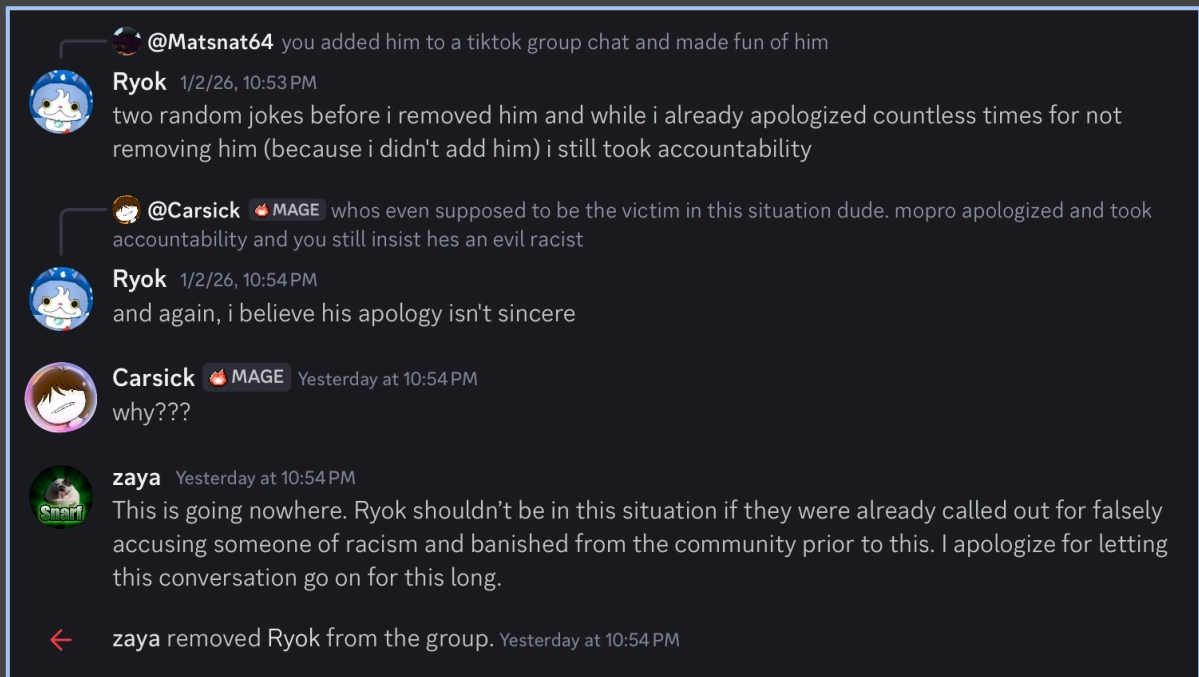 @Matsnat64 you added him to a tiktok group chat and made fun of him
Ryok 1/2/26, 10:53 PM
two random jokes before i removed him and while i already apologized countless times for not
removing him (because i didn't add him) i still took accountability
@Carsick MAGE whos even supposed to be the victim in this situation dude. mopro apologized and took
accountability and you still insist hes an evil racist
Ryok 1/2/26, 10:54 PM
and again, i believe his apology isn't sincere
Carsick MAGE Yesterday at 10:54 PM
why???
zaya Yesterday at 10:54 PM
Snarf
This is going nowhere. Ryok shouldn’t be in this situation if they were already called out for falsely
accusing someone of racism and banished from the community prior to this. I apologize for letting
this conversation go on for this long.
zaya removed Ryok from the group. Yesterday at 10:54 PM